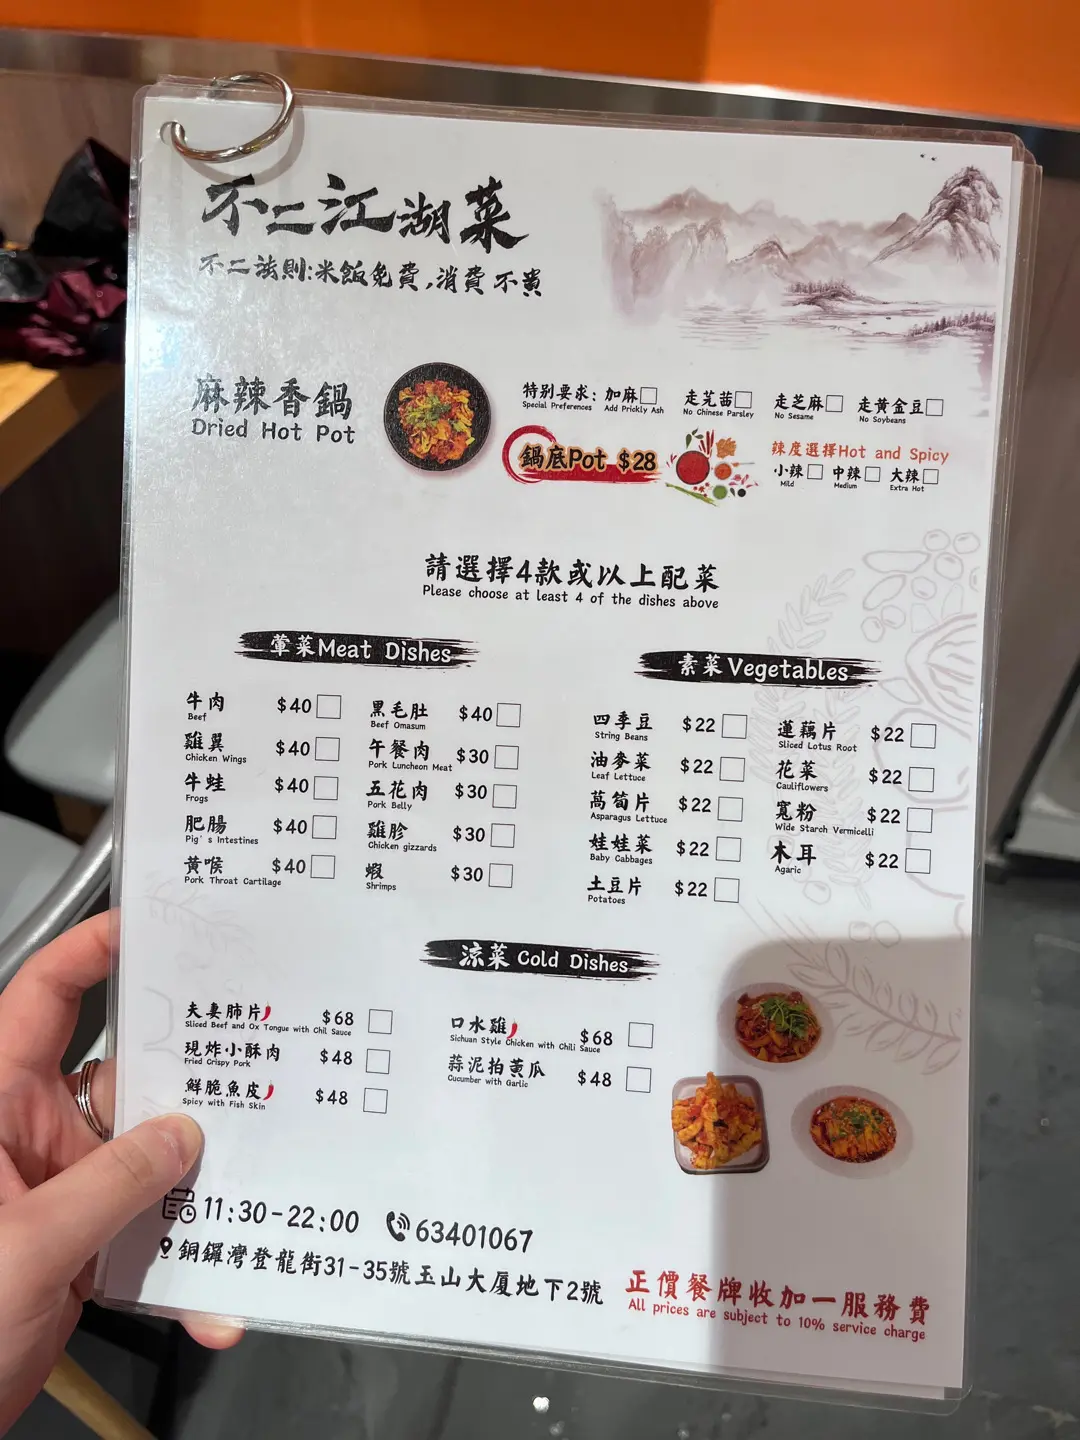 不二江湖菜
不二法則:米飯免費,消費不貴
麻辣香鍋
Dried Hot Pot
特别要求: 加麻 走芫茜 走芝麻 走黃金豆
Special Preferences Add Prickly Ash No Chinese Parsley No Sesame No Soybeans
鍋底Pot $28
辣度選擇Hot and Spicy
小辣 中辣 大辣
Mild Medium Extra Hot
請選擇4款或以上配菜
Please choose at least 4 of the dishes above
葷菜Meat Dishes
牛肉 $40
Beef
雞翼 $40
Chicken Wings
牛蛙 $40
Frogs
肥腸 $40
Pig's Intestines
黃喉 $40
Pork Throat Cartilage
黑毛肚 $40
Beef Omasum
午餐肉 $30
Pork Luncheon Meat
五花肉 $30
Pork Belly
雞胗 $30
Chicken gizzards
蝦 $30
Shrimps
素菜Vegetables
四季豆 $22
String Beans
油麥菜 $22
Leaf Lettuce
萵筍片 $22
Asparagus Lettuce
娃娃菜 $22
Baby Cabbages
土豆片 $22
Potatoes
蓮藕片 $22
Sliced Lotus Root
花菜 $22
Cauliflowers
寬粉 $22
Wide Starch Vermicelli
木耳 $22
Agaric
涼菜 Cold Dishes
夫妻肺片 $68
Sliced Beef and Ox Tongue with Chil Sauce
現炸小酥肉 $48
Fried Crispy Pork
鮮脆魚皮 $48
Spicy with Fish Skin
口水雞 $68
Sichuan Style Chicken with Chili Sauce
蒜泥拍黃瓜 $48
Cucumber with Garlic
11:30-22:00 63401067
銅鑼灣登龍街31-35號玉山大厦地下2號
正價餐牌收加一服務費
All prices are subject to 10% service charge